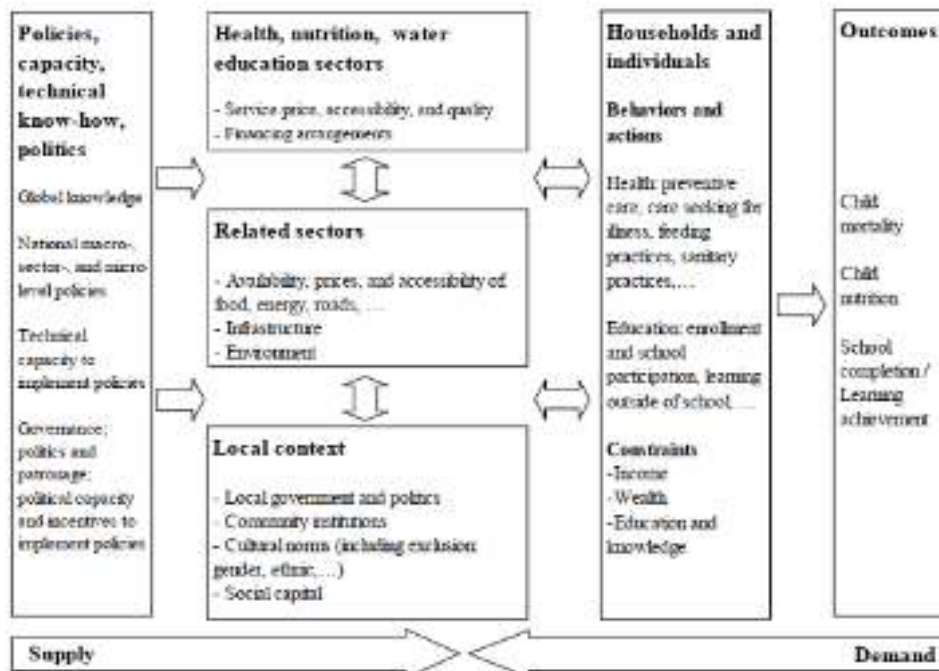 Policies,
capacity,
technical
know-how,
politics
Global knowledge
National macro-,
sector-, and micro
level policies
Technical
capacity to
implement policies
Governance;
politics and
patronage;
political capacity
and incentives to
implement policies
Health, nutrition, water
education sectors
- Service price, accessibility, and quality
- Financing arrangements
Related sectors
- Availability, prices, and accessibility of
food, energy, roads, …
- Infrastructure
- Environment
Local context
- Local government and politics
- Community institutions
- Cultural norms (including exclusion:
gender, ethnic,…)
- Social capital
Households and
individuals
Behaviors and
actions
Health: preventive
care, care seeking for
illness, feeding
practices, sanitary
practices,…
Education: enrollment
and school
participation, learning
outside of school,…
Constraints
-Income
-Wealth
-Education and
knowledge
Outcomes
Child
mortality
Child
nutrition
School
completion /
Learning
achievement
Supply
Demand